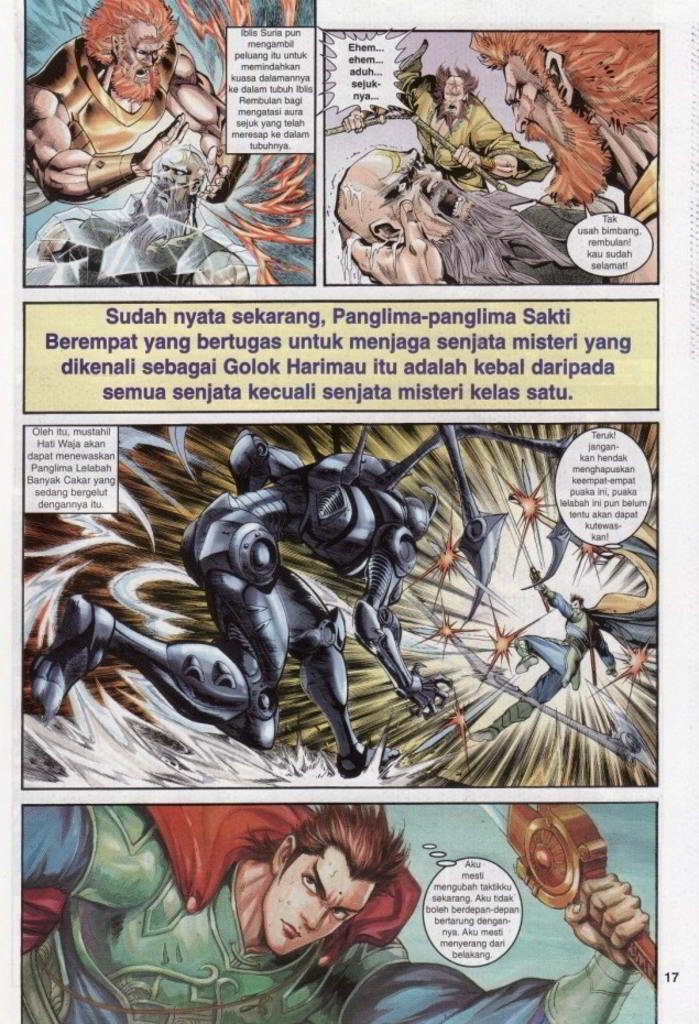 Iblis Suria pun
mengambil
peluang itu untuk
memindahkan
kuasa dalamannya
ke dalam tubuh Iblis
Rembulan bagi
mengatasi aura
sejuk yang telah
meresap ke dalam
tubuhnya.
Ehem...
ehem...
aduh...
sejuk-
nya...
Tak
usah bimbang,
rembulan!
kau sudah
selamat!
Sudah nyata sekarang, Panglima-panglima Sakti
Berempat yang bertugas untuk menjaga senjata misteri yang
dikenali sebagai Golok Harimau itu adalah kebal daripada
semua senjata kecuali senjata misteri kelas satu.
Oleh itu, mustahil
Hati Waja akan
dapat menewaskan
Panglima Lelabah
Banyak Cakar yang
sedang bergelut
dengannya itu.
Teruk!
jangan-
kan hendak
menghapuskan
keempat-empat
puaka ini, puaka
lelabah ini pun belum
tentu akan dapat
kutewas-
kan!
Aku
mesti
mengubah taktikku
sekarang. Aku tidak
boleh berdepan-depan
bertarung dengan-
nya. Aku mesti
menyerang dari
belakang.
17